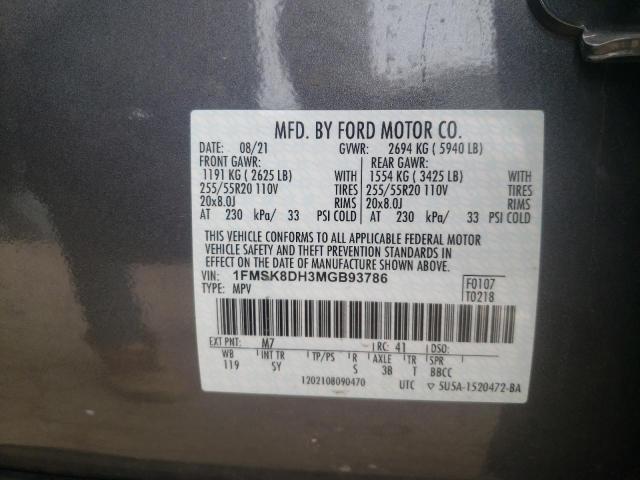 MFD. BY FORD MOTOR CO.
DATE: 08/21 GVWR: 2694 KG ( 5940 LB)
FRONT GAWR: REAR GAWR:
1191 KG ( 2625 LB) WITH 1554 KG ( 3425 LB) WITH
255/55R20 110V TIRES 255/55R20 110V TIRES
20x8.0J RIMS 20x8.0J RIMS
AT 230 kPa/ 33 PSI COLD AT 230 kPa/ 33 PSI COLD
THIS VEHICLE CONFORMS TO ALL APPLICABLE FEDERAL MOTOR
VEHICLE SAFETY AND THEFT PREVENTION STANDARDS IN
EFFECT ON THE DATE OF MANUFACTURE SHOWN ABOVE.
VIN: 1FMSK8DH3MGB93786 F0107
TYPE: MPV T0218
EXT PNT: M7 RC: 41 DSO:
WB INT TR TP/PS R AXLE TR SPR
119 SY S 3B T BBCC
1202108090470 UTC ▽ 5U5A-1520472-BA